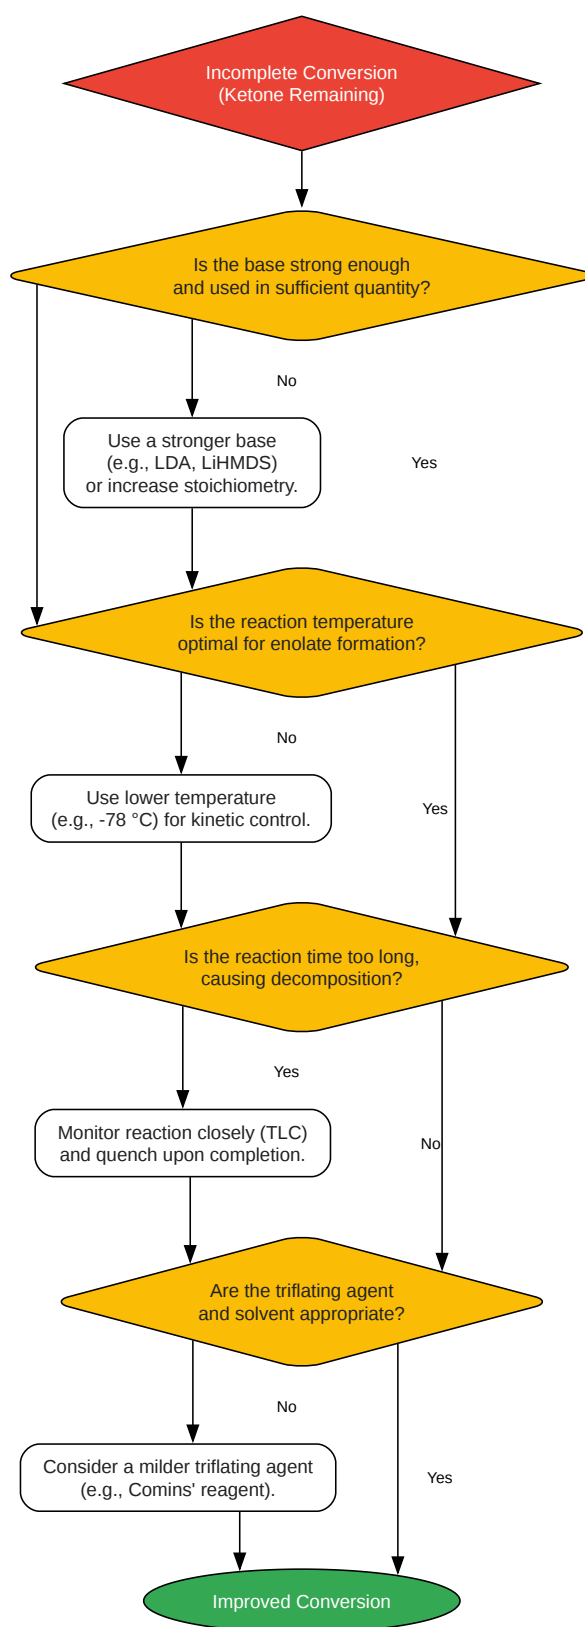 Incomplete Conversion
(Ketone Remaining)
Is the base strong enough
and used in sufficient quantity?
No
Use a stronger base
(e.g., LDA, LiHMDS)
or increase stoichiometry.
Yes
Is the reaction temperature
optimal for enolate formation?
No
Use lower temperature
(e.g., -78 °C) for kinetic control.
Yes
Is the reaction time too long,
causing decomposition?
Yes
Monitor reaction closely (TLC)
and quench upon completion.
No
Are the triflating agent
and solvent appropriate?
No
Consider a milder triflating agent
(e.g., Comins' reagent).
Yes
Improved Conversion